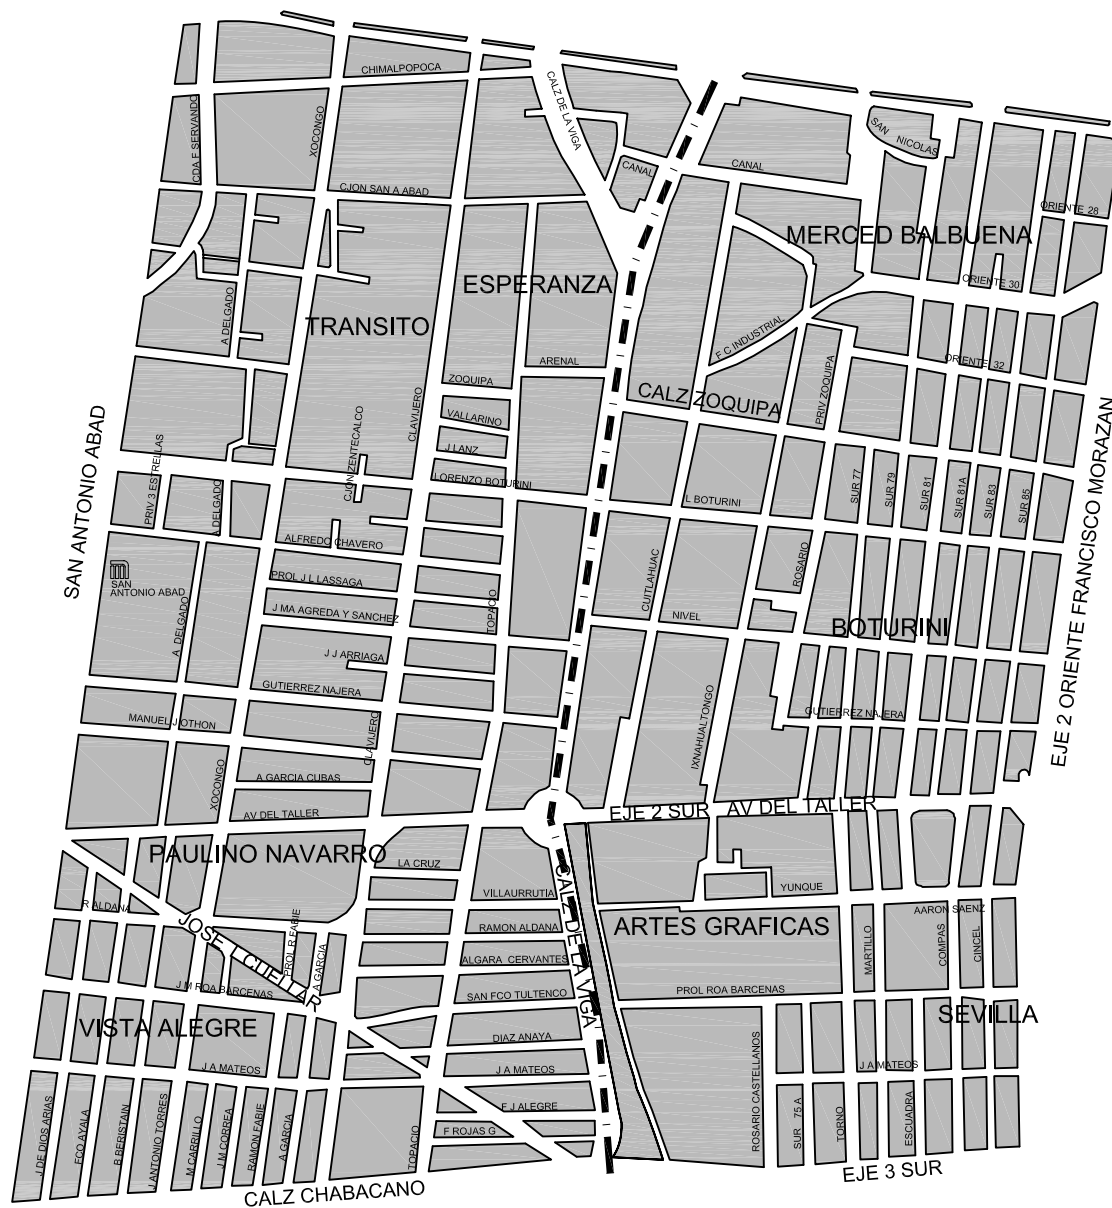 CHIMALPOPOCA
CALZ DE LA VIGA
CDA F SERVANDO
XOCONGO
SAN NICOLAS
CANAL
CANAL
CJON SAN A ABAD
ORIENTE 28
MERCED BALBUENA
ESPERANZA
ORIENTE 30
A DELGADO
TRANSITO
F C INDUSTRIAL
ARENAL
ORIENTE 32
ZOQUIPA
CALZ ZOQUIPA
PRIV ZOQUIPA
CLAVIJERO
VALLARINO
SAN ANTONIO ABAD
PRIV 3 ESTRELLAS
CJON ZENTECALCO
J LANZ
LORENZO BOTURINI
L BOTURINI
SUR 77
SUR 79
SUR 81
SUR 81A
SUR 83
SUR 85
EJE 2 ORIENTE FRANCISCO MORAZAN
A DELGADO
ALFREDO CHAVERO
SAN
ANTONIO ABAD
PROL J L LASSAGA
CUITLAHUAC
ROSARIO
A DELGADO
J MA AGREDA Y SANCHEZ
TOPACIO
NIVEL
BOTURINI
J J ARRIAGA
GUTIERREZ NAJERA
IXNAHUALTONGO
GUTIERREZ NAJERA
MANUEL J OTHON
CLAVIJERO
XOCONGO
A GARCIA CUBAS
AV DEL TALLER
EJE 2 SUR   AV DEL TALLER
PAULINO NAVARRO
LA CRUZ
CALZ DE LA VIGA
VILLAURRUTIA
YUNQUE
R ALDANA
JOSE T CUELLAR
PROL R FABIE
A GARCIA
RAMON ALDANA
ARTES GRAFICAS
AARON SAENZ
MARTILLO
COMPAS
CINCEL
ALGARA CERVANTES
J M ROA BARCENAS
SAN FCO TULTENCO
PROL ROA BARCENAS
VISTA ALEGRE
SEVILLA
DIAZ ANAYA
J A MATEOS
J A MATEOS
J A MATEOS
ROSARIO CASTELLANOS
J DE DIOS ARIAS
FCO AYALA
B BERISTAIN
J ANTONIO TORRES
M CARRILLO
J M CORREA
RAMON FABIE
A GARCIA
F J ALEGRE
F ROJAS G
TOPACIO
SUR 75 A
TORNO
ESCUADRA
EJE 3 SUR
CALZ CHABACANO